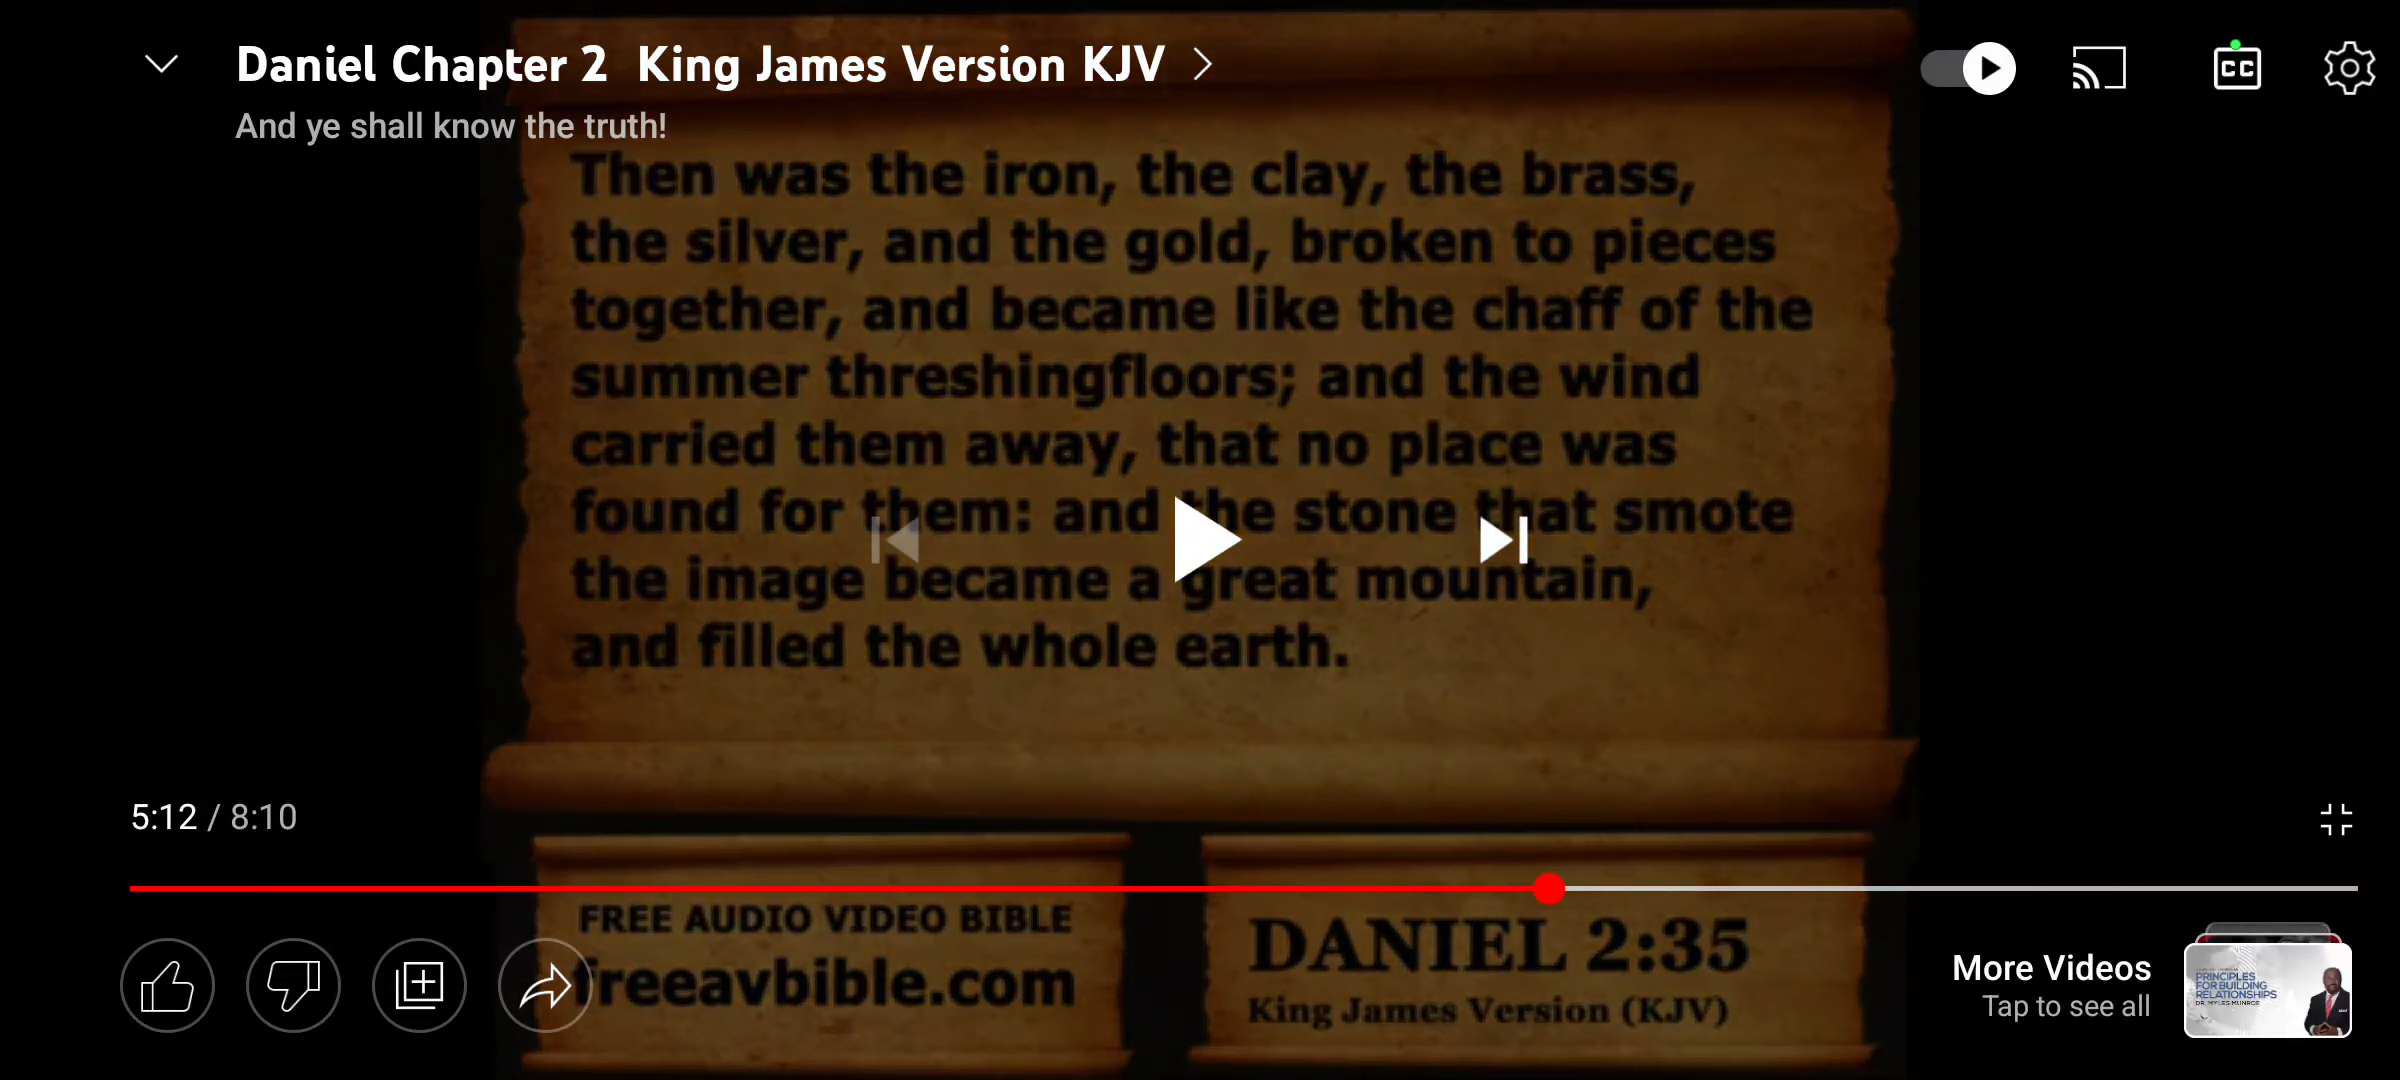 Daniel Chapter 2 King James Version KJV
And ye shall know the truth!
CC
Then was the iron, the clay, the brass,
the silver, and the gold, broken to pieces
together, and became like the chaff of the
summer threshingfloors; and the wind
carried them away, that no place was
found for them: and the stone that smote
the image became a great mountain,
and filled the whole earth.
5:12 / 8:10
FREE AUDIO VIDEO BIBLE
freeavbible.com
DANIEL 2:35
King James Version (KJV)
More Videos
Tap to see all
PRINCIPLES
FOR BUILDING
RELATIONSHIPS
DR. MYLES MUNROE